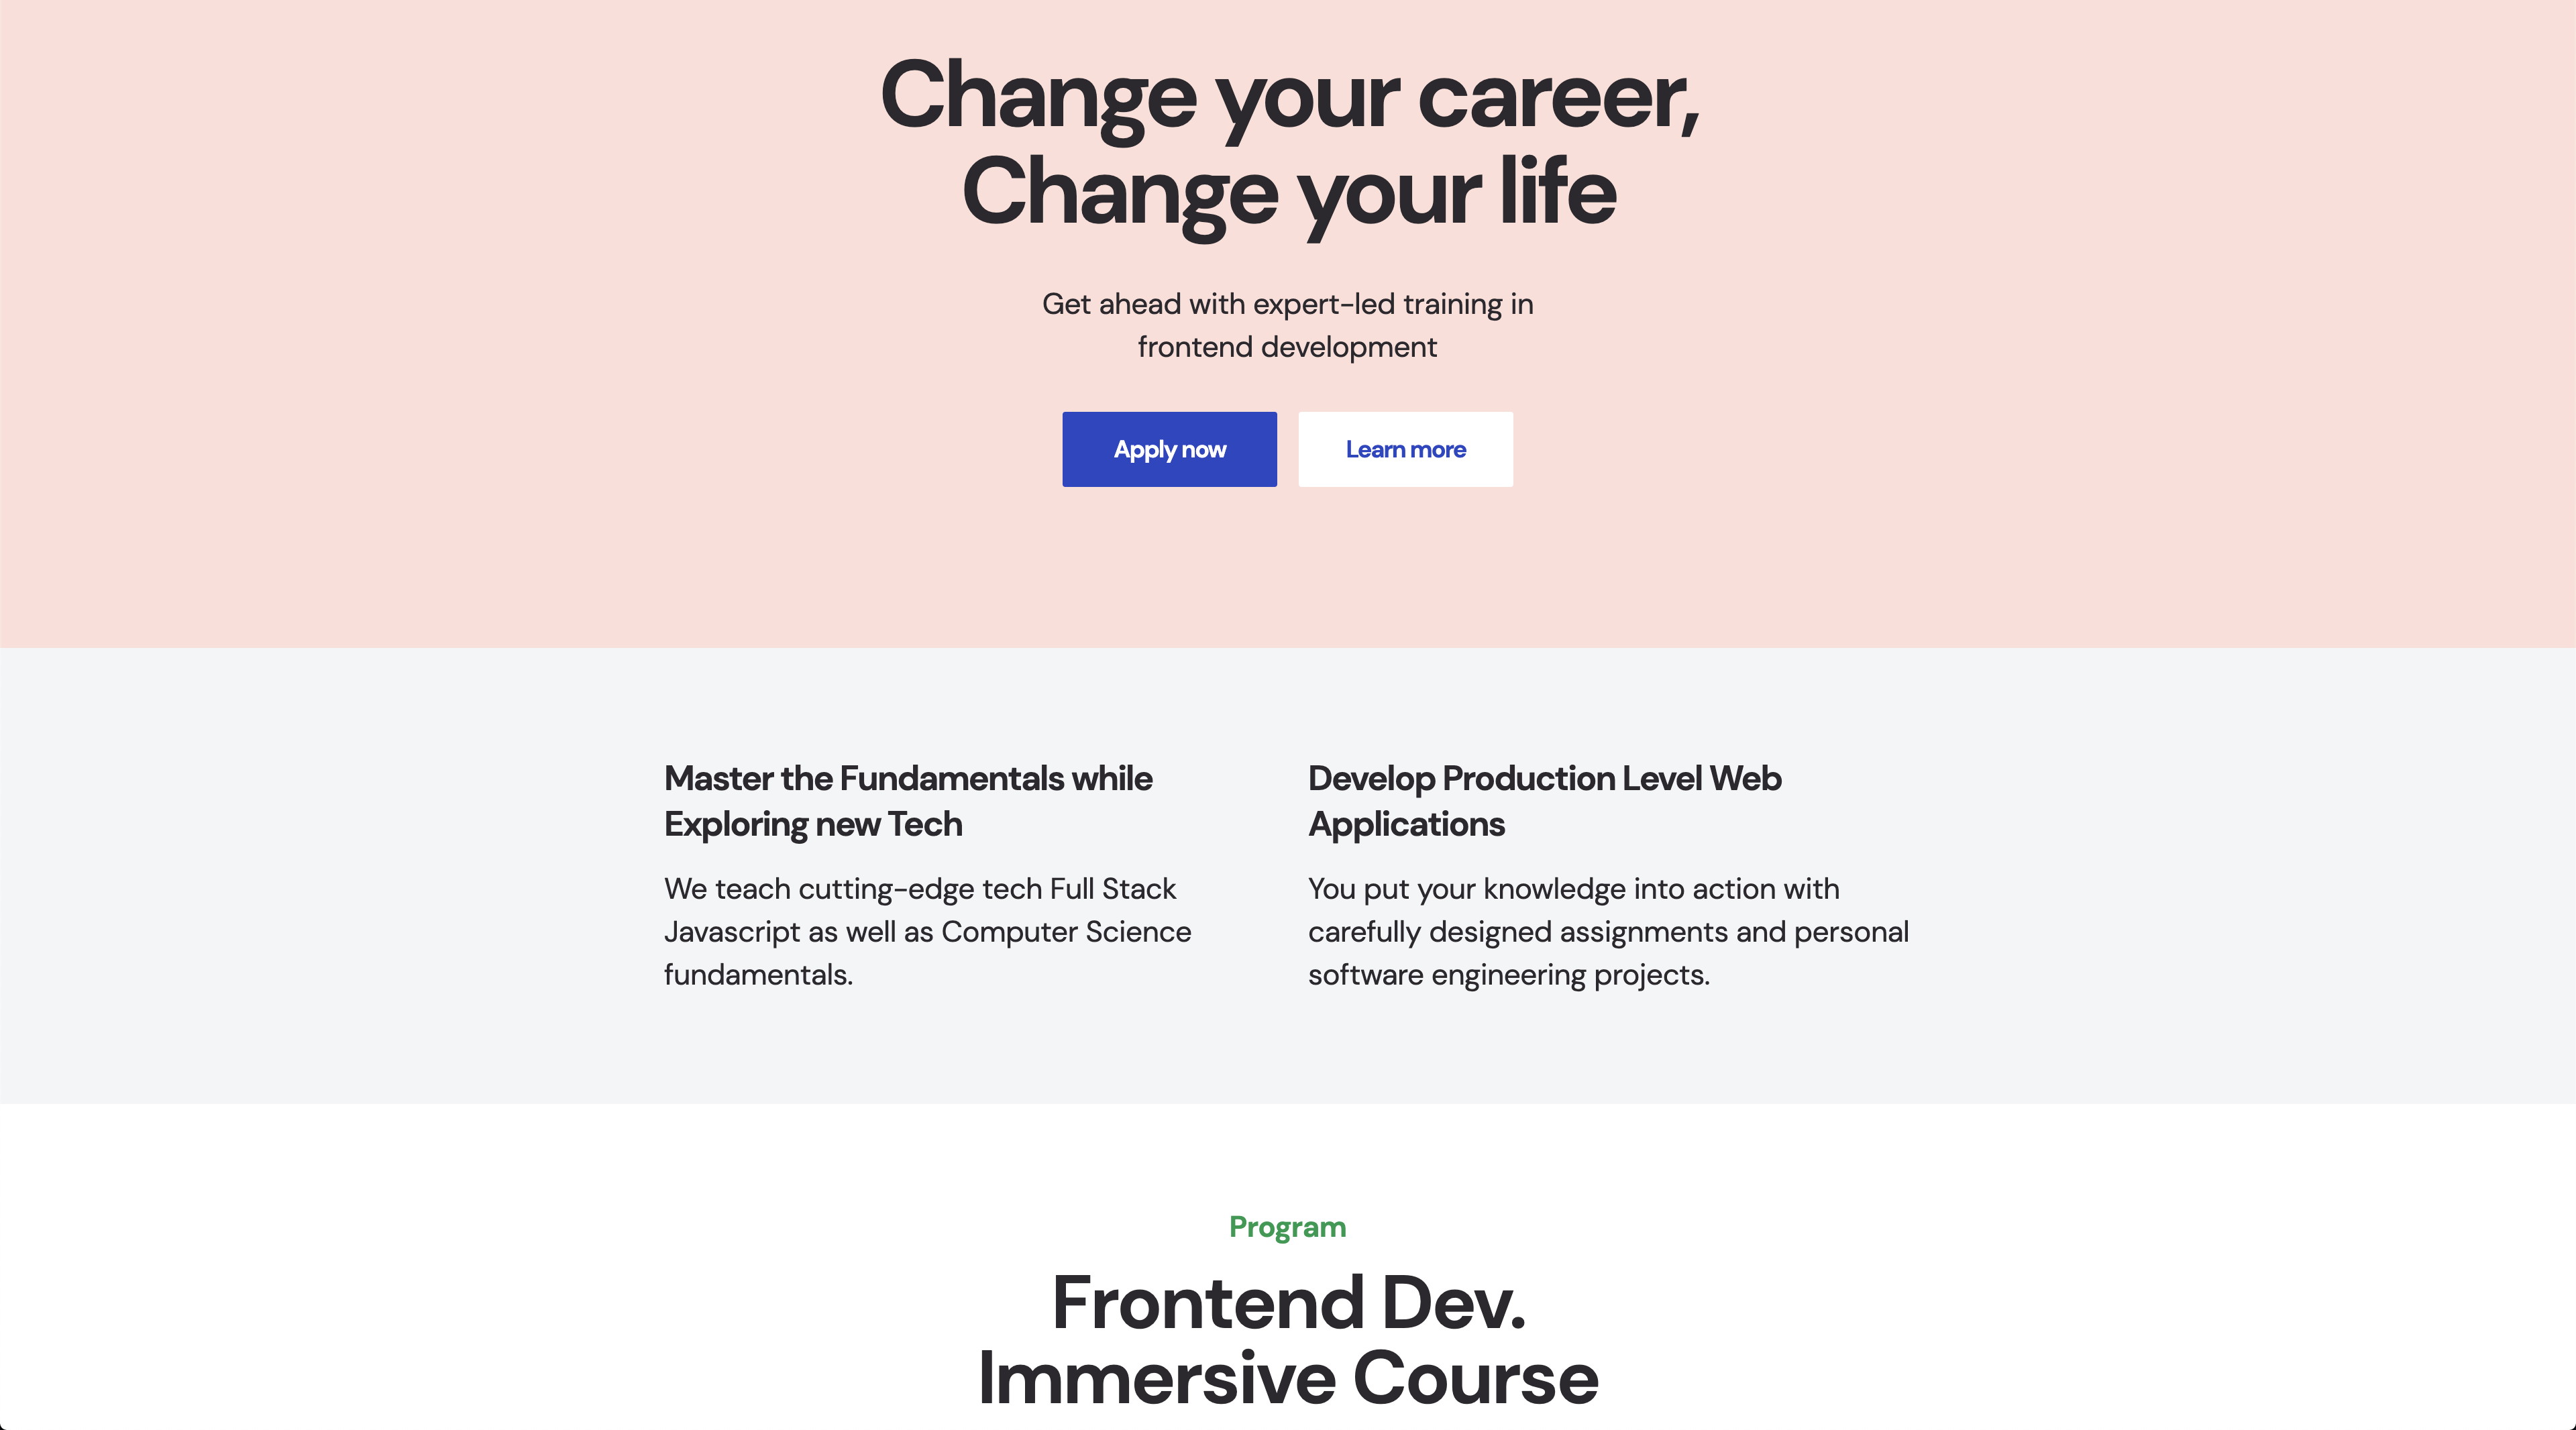 Change your career,
Change your life
Get ahead with expert-led training in
frontend development
Apply now
Learn more
Master the Fundamentals while
Exploring new Tech
We teach cutting-edge tech Full Stack
Javascript as well as Computer Science
fundamentals.
Develop Production Level Web
Applications
You put your knowledge into action with
carefully designed assignments and personal
software engineering projects.
Program
Frontend Dev.
Immersive Course